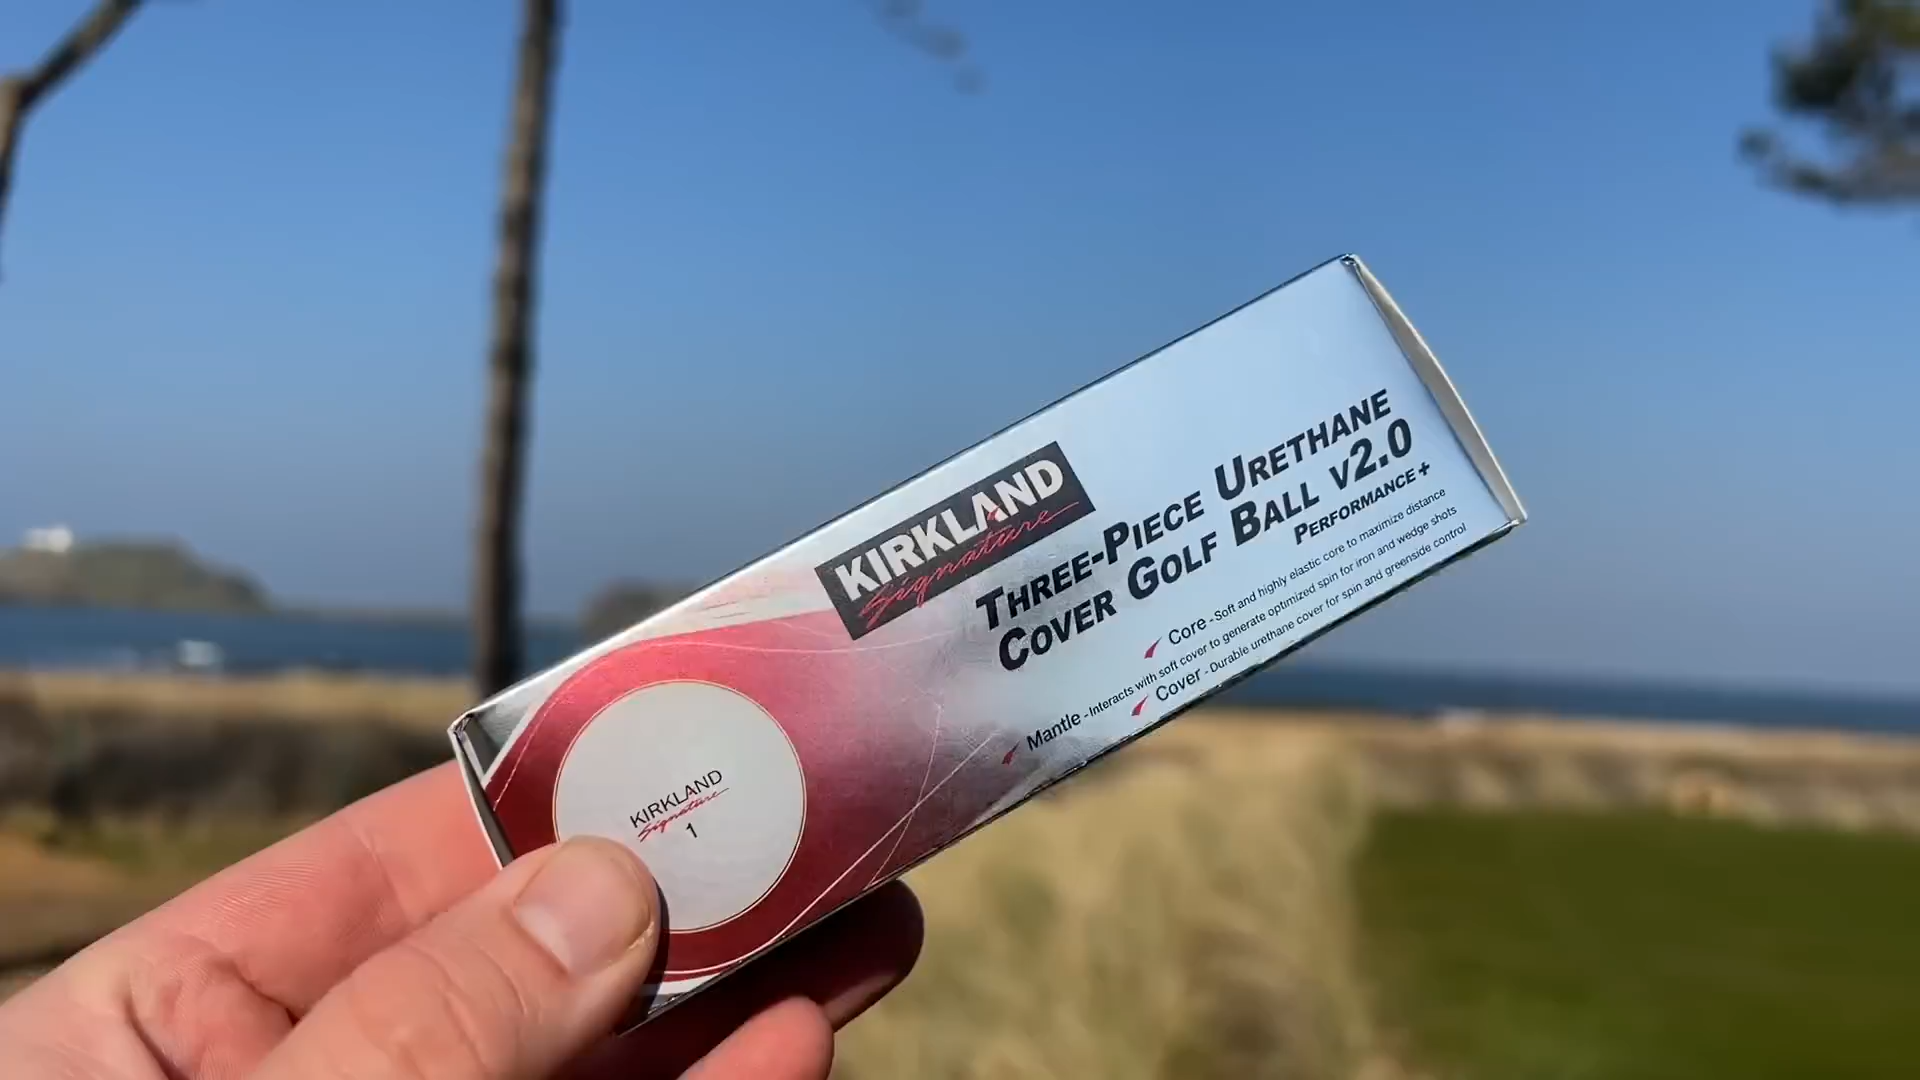 KIRKLAND
Signature
THREE-PIECE URETHANE
COVER GOLF BALL V2.0
PERFORMANCE+
Core - Soft and highly elastic core to maximize distance
Mantle - Interacts with soft cover to generate optimized spin for iron and wedge shots
Cover - Durable urethane cover for spin and greenside control
KIRKLAND
Signature
1